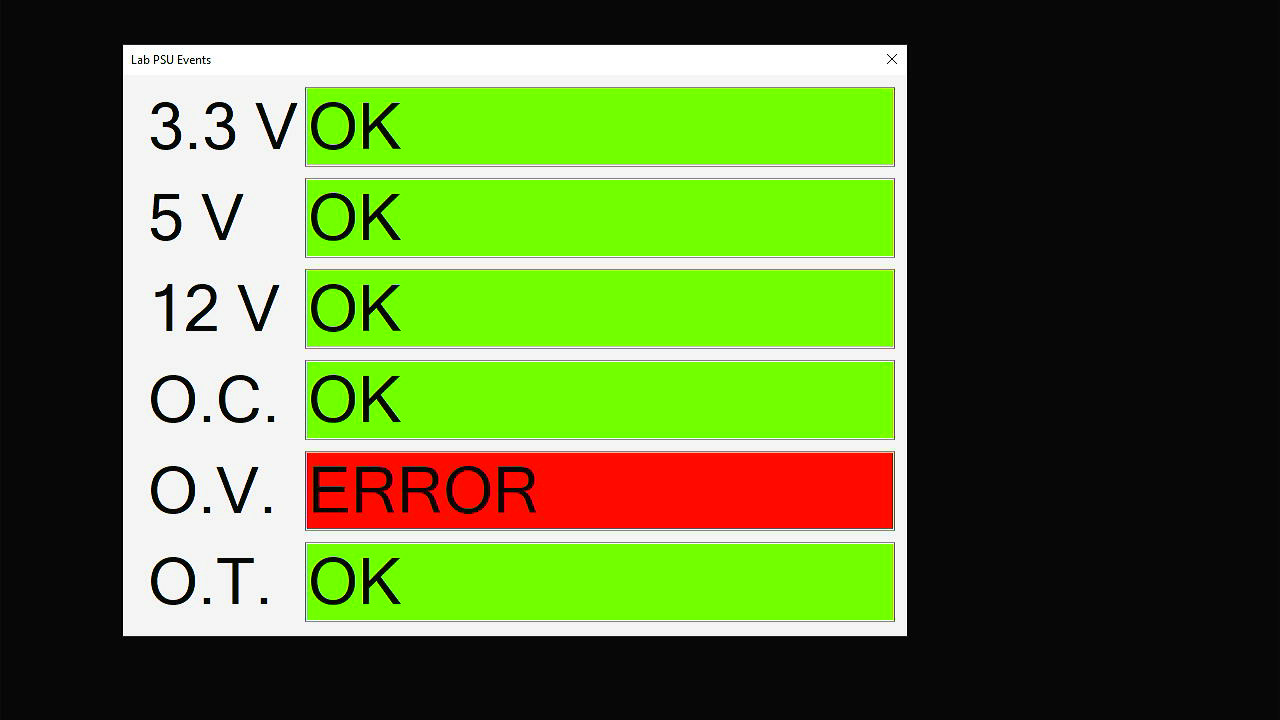 Lab PSU Events
3.3 V OK
5 V OK
12 V OK
O.C. OK
O.V. ERROR
O.T. OK